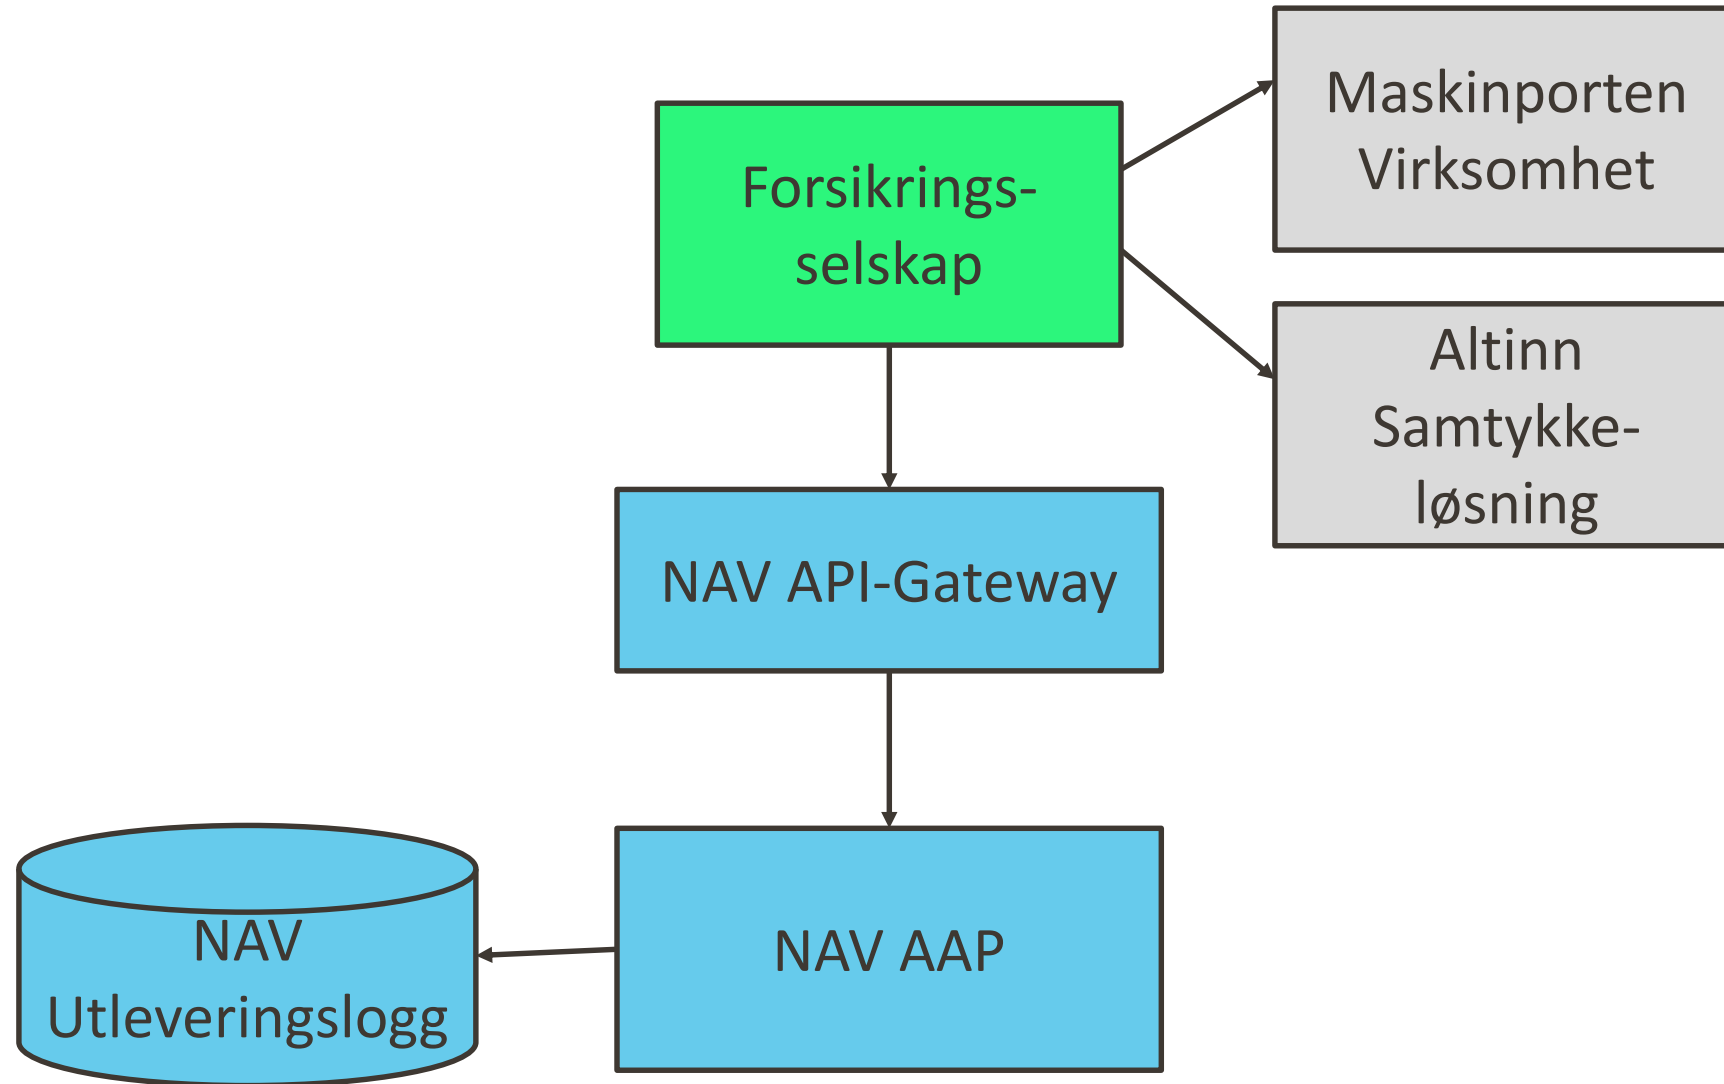 Maskinporten
Virksomhet
Forsikrings-
selskap
Altinn
Samtykke-
løsning
NAV API-Gateway
NAV
Utleveringslogg
NAV AAP